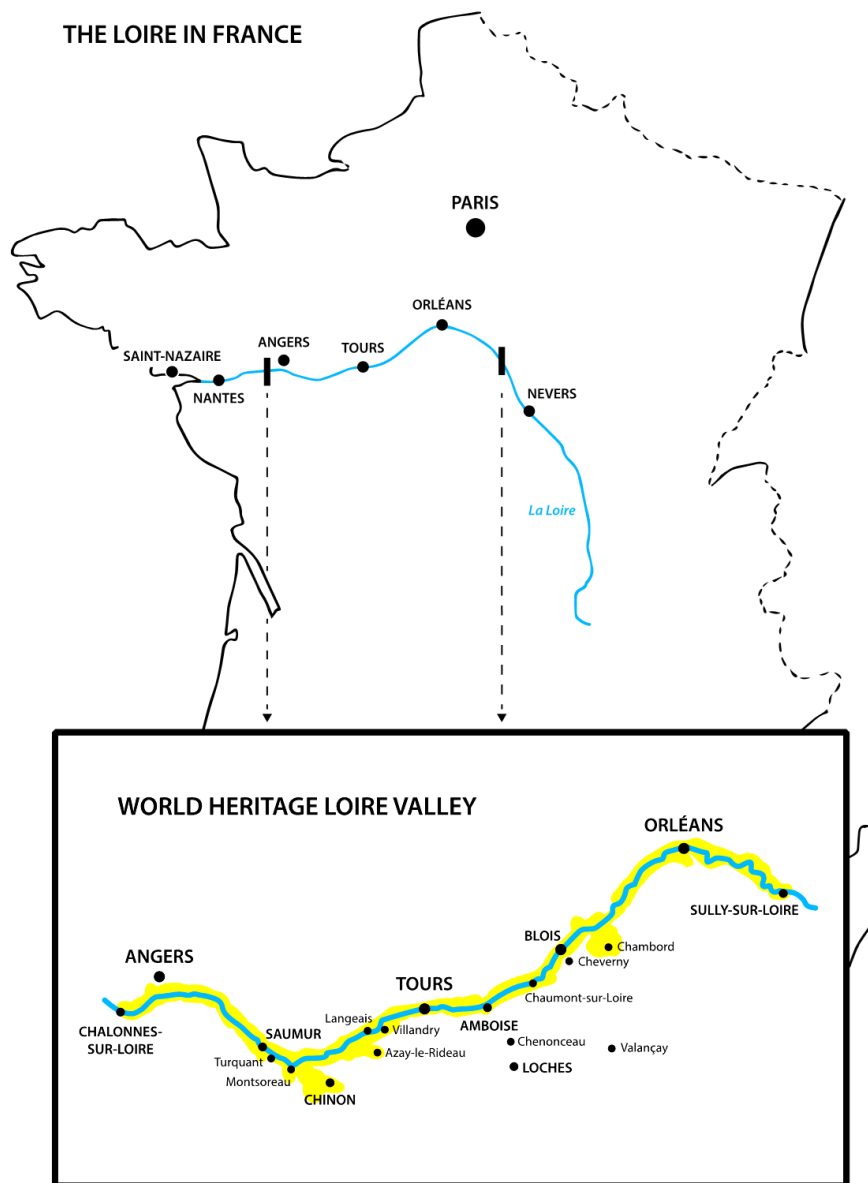 THE LOIRE IN FRANCE
PARIS
ORLÉANS
ANGERS
TOURS
SAINT-NAZAIRE
NANTES
NEVERS
La Loire
WORLD HERITAGE LOIRE VALLEY
ORLÉANS
SULLY-SUR-LOIRE
BLOIS
Chambord
Cheverny
ANGERS
TOURS
Chaumont-sur-Loire
CHALONNES-
SUR-LOIRE
SAUMUR
Langeais
Villandry
AMBOISE
Turquant
Azay-le-Rideau
Chenonceau
Valançay
Montsoreau
LOCHES
CHINON